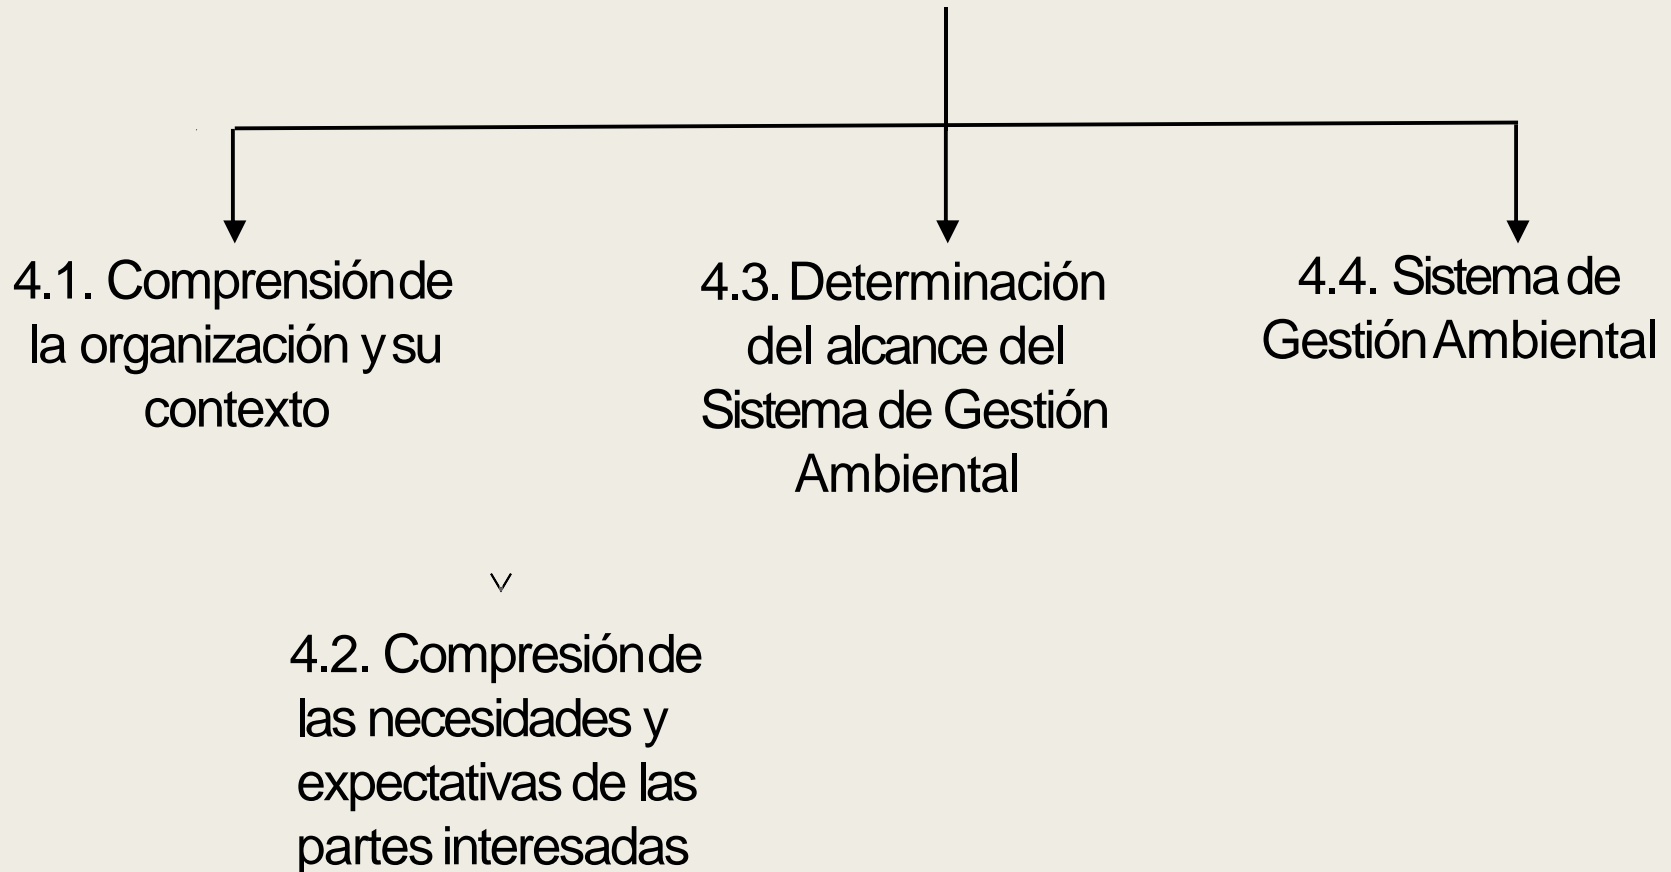 4.1. Comprensión de
la organización y su
contexto
4.3. Determinación
del alcance del
Sistema de Gestión
Ambiental
4.4. Sistema de
Gestión Ambiental
4.2. Compresión de
las necesidades y
expectativas de las
partes interesadas